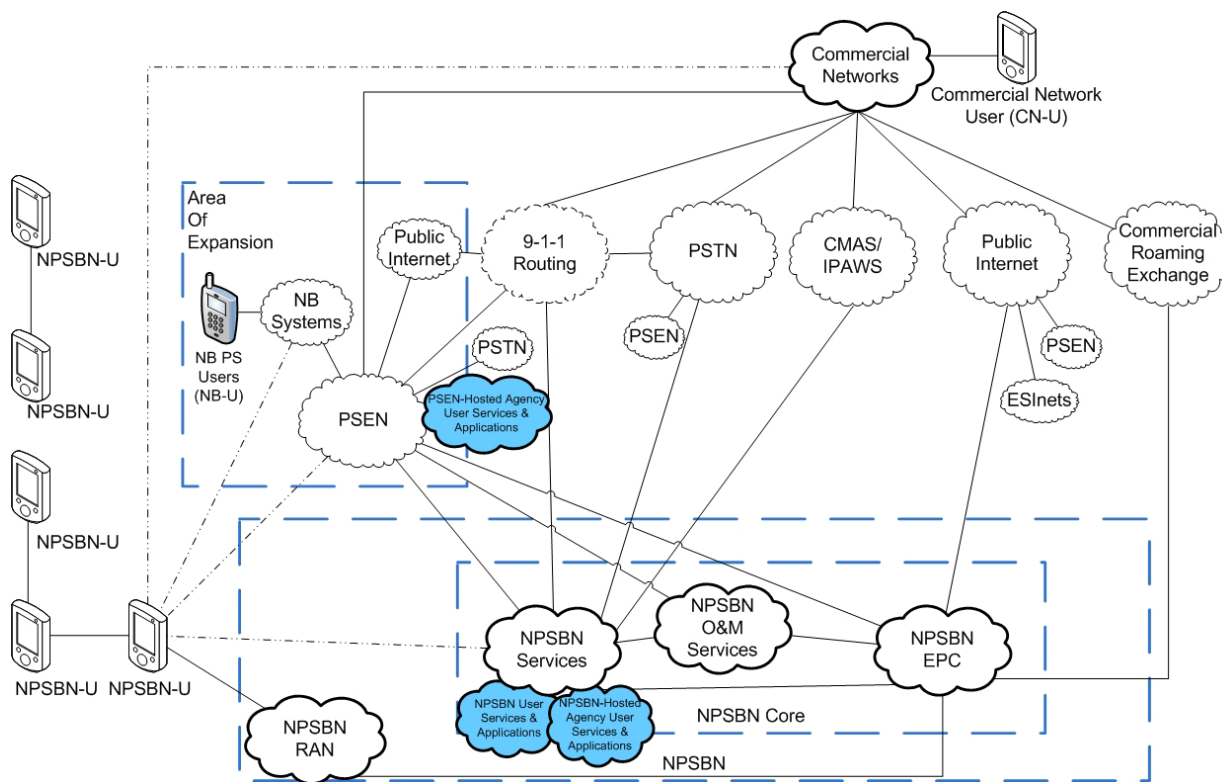 Commercial
Networks
Commercial Network
User (CN-U)
Area
Of
Expansion
NPSBN-U
Public
Internet
9-1-1
Routing
PSTN
CMAS/
IPAWS
Public
Internet
Commercial
Roaming
Exchange
NB
Systems
NB PS
Users
(NB-U)
NPSBN-U
PSTN
PSEN
PSEN
ESInets
PSEN
PSEN-Hosted Agency
User Services &
Applications
NPSBN-U
NPSBN-U
NPSBN-U
NPSBN
Services
NPSBN
O&M
Services
NPSBN
EPC
NPSBN User
Services &
Applications
NPSBN-Hosted
Agency User
Services &
Applications
NPSBN Core
NPSBN
RAN
NPSBN